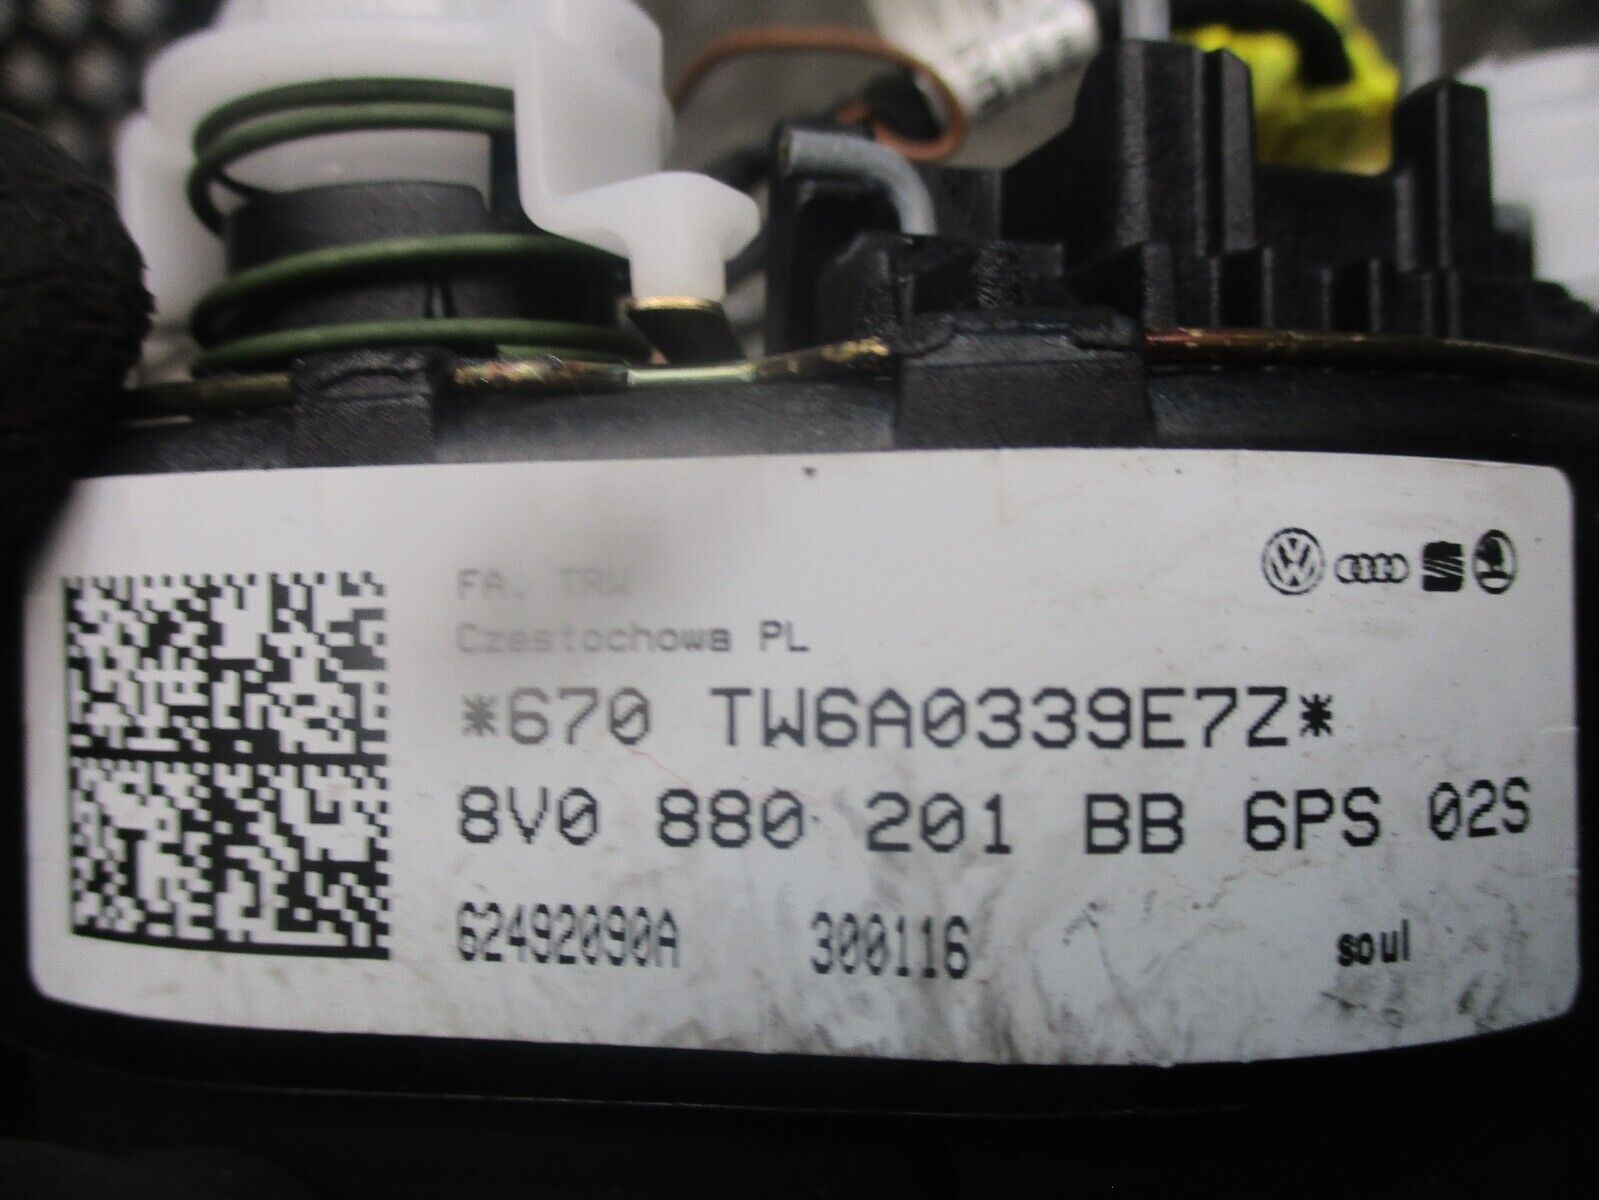 FA. TRW
Czestochowa PL
*670 TW6A0339E7Z*
8V0 880 201 BB 6PS 02S
62492090A 300116 soul